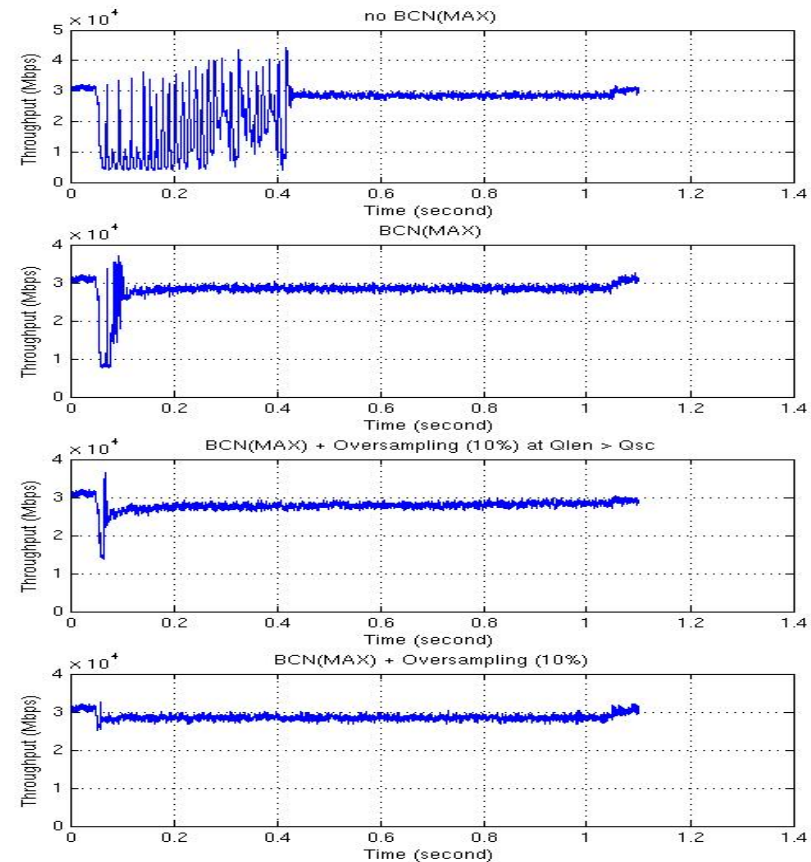 no BCN(MAX)
× 10^4
Throughput (Mbps)
5
4
3
2
1
0
0 0.2 0.4 0.6 0.8 1 1.2 1.4
Time (second)
BCN(MAX)
× 10^4
Throughput (Mbps)
4
3
2
1
0
0 0.2 0.4 0.6 0.8 1 1.2 1.4
Time (second)
BCN(MAX) + Oversampling (10%) at Qlen > Qsc
× 10^4
Throughput (Mbps)
4
3
2
1
0
0 0.2 0.4 0.6 0.8 1 1.2 1.4
Time (second)
BCN(MAX) + Oversampling (10%)
× 10^4
Throughput (Mbps)
4
3
2
1
0
0 0.2 0.4 0.6 0.8 1 1.2 1.4
Time (second)